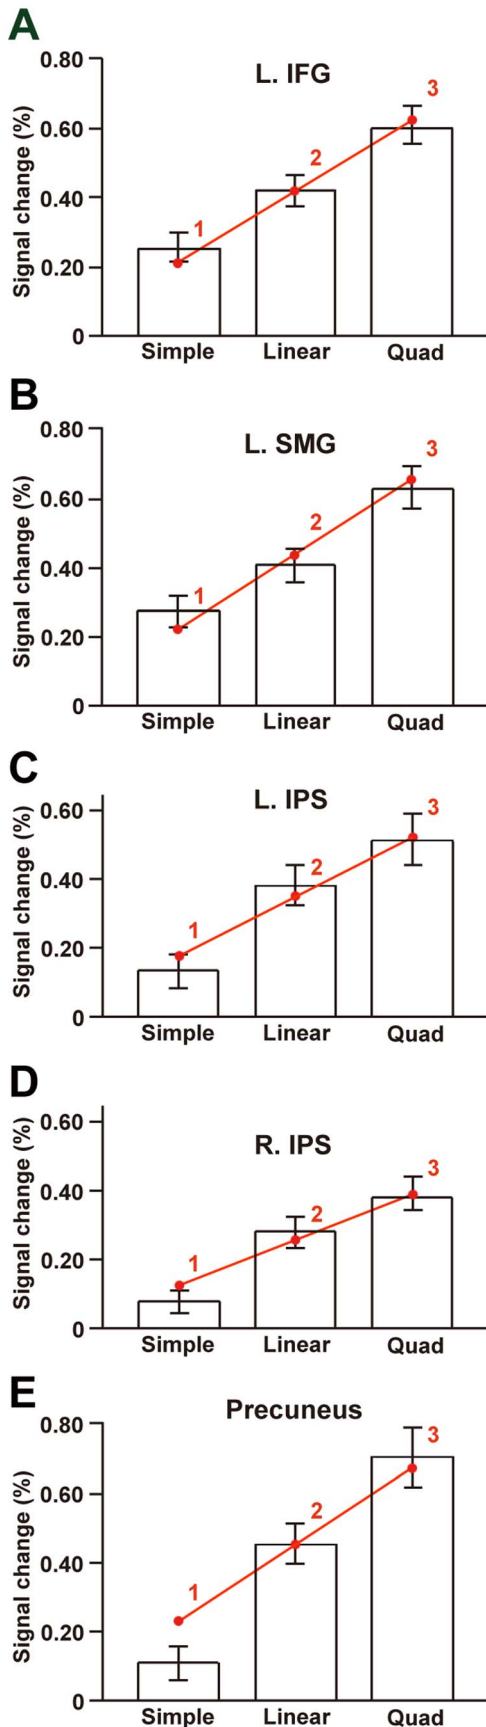 A
L. IFG
Signal change (%)
0.80
0.60
0.40
0.20
0
1
2
3
Simple Linear Quad
B
L. SMG
Signal change (%)
0.80
0.60
0.40
0.20
0
1
2
3
Simple Linear Quad
C
L. IPS
Signal change (%)
0.60
0.40
0.20
0
1
2
3
Simple Linear Quad
D
R. IPS
Signal change (%)
0.60
0.40
0.20
0
1
2
3
Simple Linear Quad
E
Precuneus
Signal change (%)
0.80
0.60
0.40
0.20
0
1
2
3
Simple Linear Quad